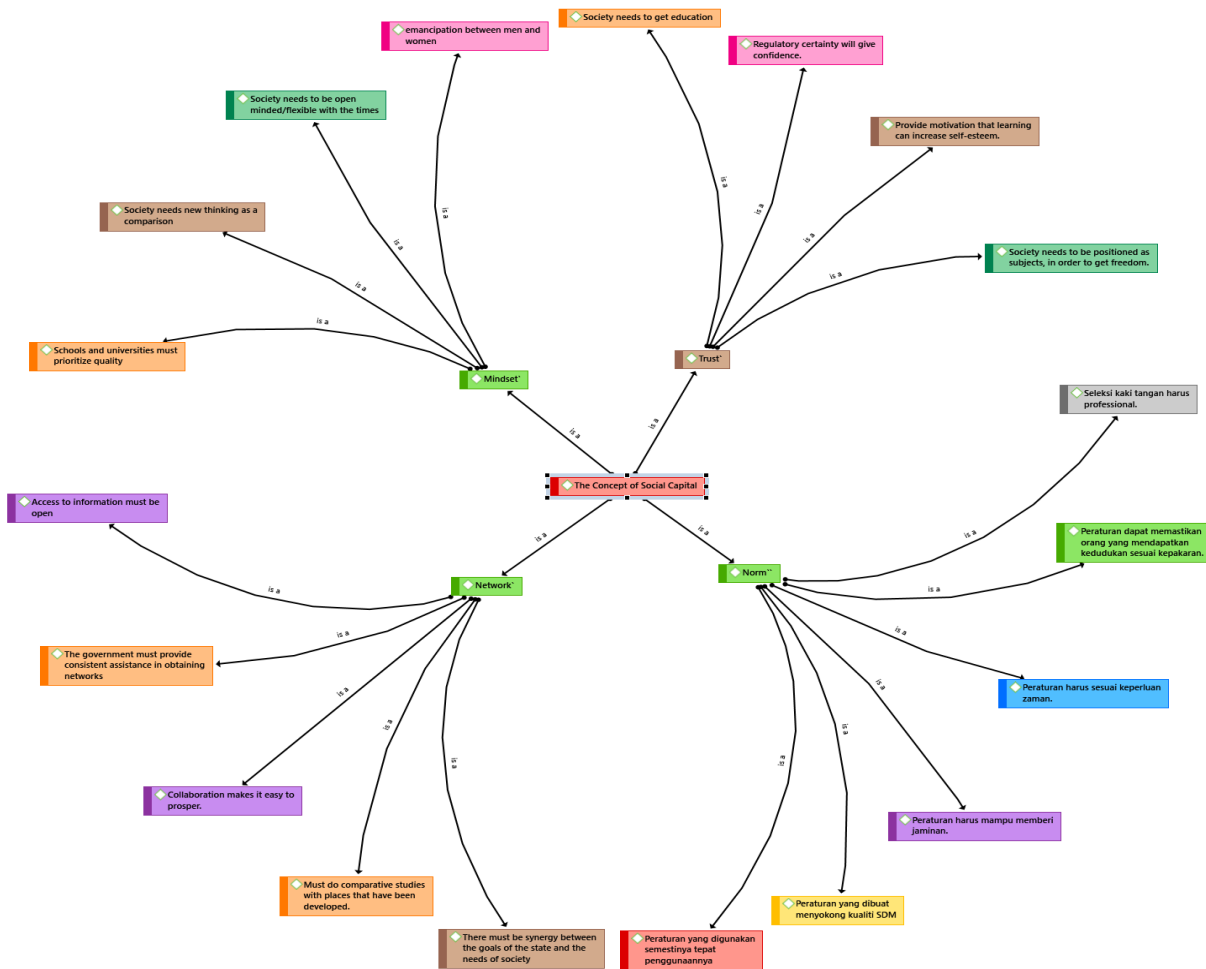 Society needs to get education
emancipation between men and
women
Regulatory certainty will give
confidence.
Society needs to be open
minded/flexible with the times
Provide motivation that learning
can increase self-esteem.
Society needs new thinking as a
comparison
Society needs to be positioned as
subjects, in order to get freedom.
Schools and universities must
prioritize quality
is a
is a
is a
is a
is a
is a
is a
is a
Trust*
Mindset*
Seleksi kaki tangan harus
professional.
is a
is a
The Concept of Social Capital
Access to information must be
open
Peraturan dapat memastikan
orang yang mendapatkan
kedudukan sesuai kepakaran.
is a
is a
is a
Norm**
Network*
is a
is a
is a
is a
The government must provide
consistent assistance in obtaining
networks
Peraturan harus sesuai keperluan
zaman.
is a
is a
is a
is a
is a
is a
Collaboration makes it easy to
prosper.
Peraturan harus mampu memberi
jaminan.
Must do comparative studies
with places that have been
developed.
Peraturan yang dibuat
menyokong kualiti SDM
There must be synergy between
the goals of the state and the
needs of society
Peraturan yang digunakan
semestinya tepat
penggunaannya